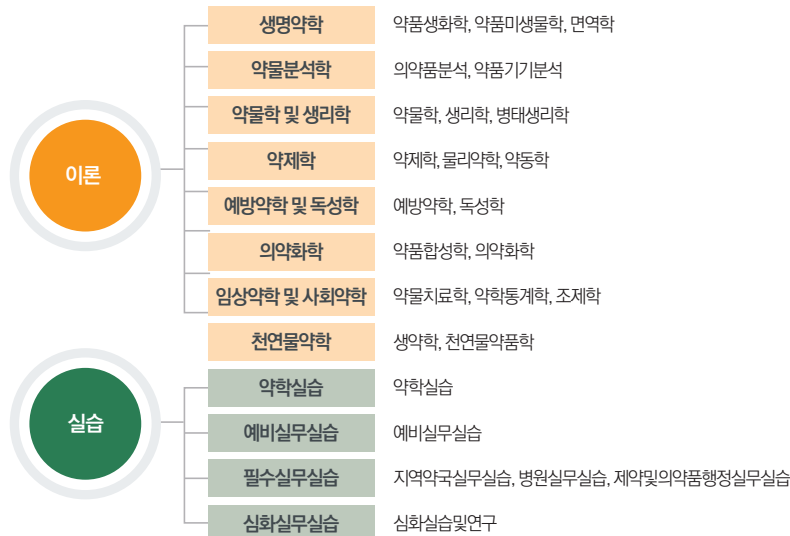 이론
생명약학 약품생화학, 약품미생물학, 면역학
약물분석학 의약품분석, 약품기기분석
약물학 및 생리학 약물학, 생리학, 병태생리학
약제학 약제학, 물리약학, 약동학
예방약학 및 독성학 예방약학, 독성학
의약화학 약품합성학, 의약화학
임상약학 및 사회약학 약물치료학, 약학통계학, 조제학
천연물약학 생약학, 천연물약품학
실습
약학실습 약학실습
예비실무실습 예비실무실습
필수실무실습 지역약국실무실습, 병원실무실습, 제약및의약품행정실무실습
심화실무실습 심화실습및연구